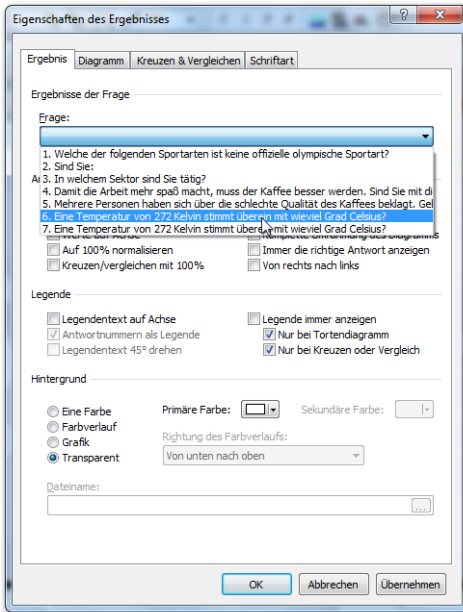 Eigenschaften des Ergebnisses
Ergebnis Diagramm Kreuzen & Vergleichen Schriftart
Ergebnisse der Frage
Frage:
1. Welche der folgenden Sportarten ist keine offizielle olympische Sportart?
2. Sind Sie:
3. In welchem Sektor sind Sie tätig?
4. Damit die Arbeit mehr spaß macht, muss der Kaffee besser werden. Sind Sie mit di
5. Mehrere Personen haben sich über die schlechte Qualität des Kaffees beklagt. Gel
6. Eine Temperatur von 272 Kelvin stimmt überein mit wieviel Grad Celsius?
7. Eine Temperatur von 272 Kelvin stimmt überein mit wieviel Grad Celsius?
Auf 100% normalisieren Immer die richtige Antwort anzeigen
Kreuzen/vergleichen mit 100% Von rechts nach links
Legende
Legendentext auf Achse Legende immer anzeigen
Antwortnummern als Legende Nur bei Tortendiagramm
Legendentext 45° drehen Nur bei Kreuzen oder Vergleich
Hintergrund
Eine Farbe Primäre Farbe: Sekundäre Farbe:
Farbverlauf
Grafik Richtung des Farbverlaufs:
Transparent Von unten nach oben
Dateiname:
...
OK Abbrechen Übernehmen